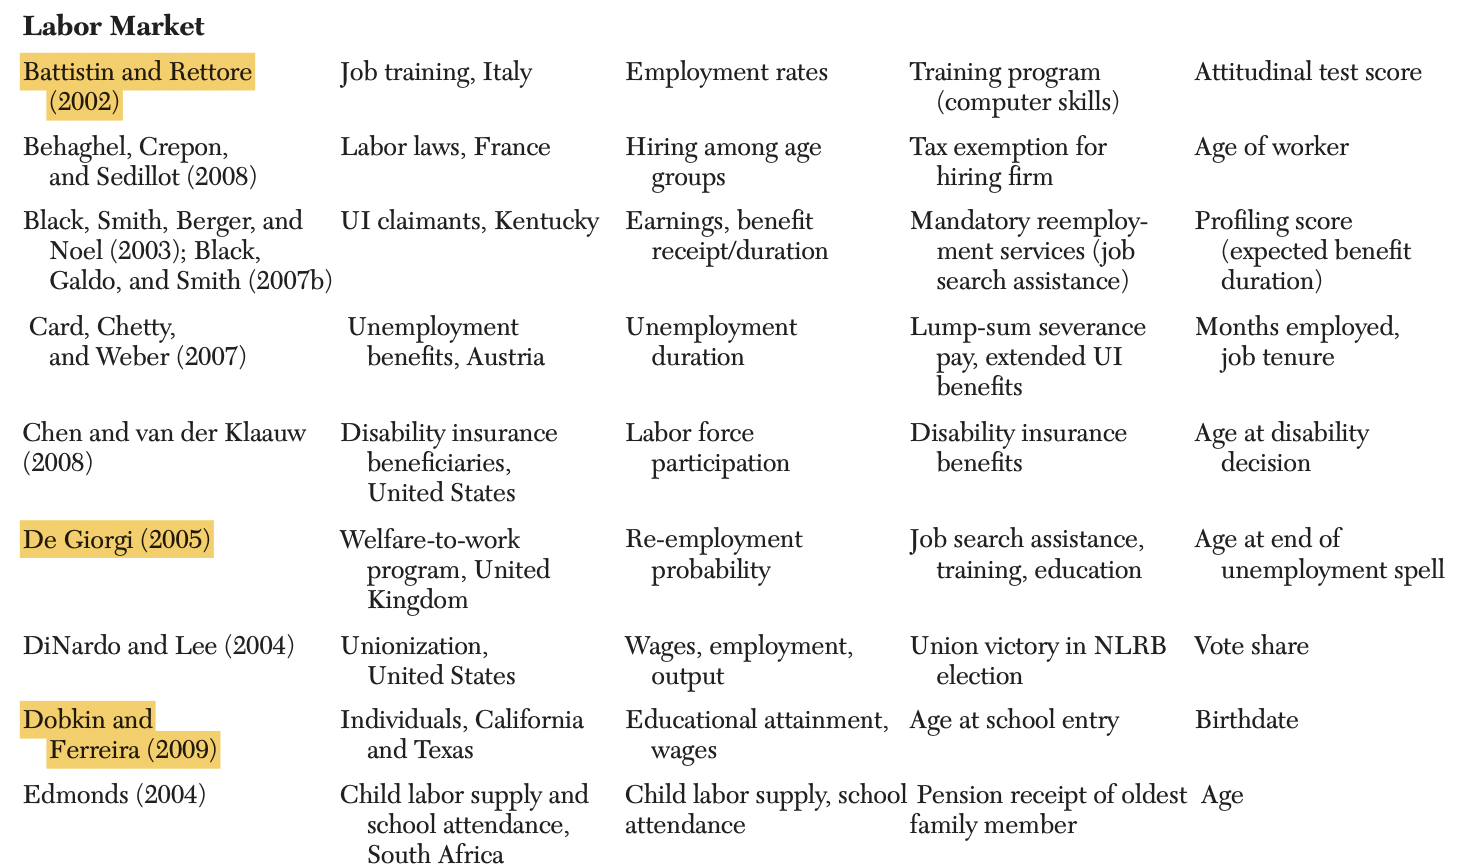 Labor Market
Battistin and Rettore Job training, Italy Employment rates Training program Attitudinal test score
(2002) (computer skills)
Behaghel, Crepon, Labor laws, France Hiring among age Tax exemption for Age of worker
and Sedillot (2008) groups hiring firm
Black, Smith, Berger, and UI claimants, Kentucky Earnings, benefit Mandatory reemploy- Profiling score
Noel (2003); Black, receipt/duration ment services (job (expected benefit
Galdo, and Smith (2007b) search assistance) duration)
Card, Chetty, Unemployment Unemployment Lump-sum severance Months employed,
and Weber (2007) benefits, Austria duration pay, extended UI job tenure
benefits
Chen and van der Klaauw Disability insurance Labor force Disability insurance Age at disability
(2008) beneficiaries, participation benefits decision
United States
De Giorgi (2005) Welfare-to-work Re-employment Job search assistance, Age at end of
program, United probability training, education unemployment spell
Kingdom
DiNardo and Lee (2004) Unionization, Wages, employment, Union victory in NLRB Vote share
United States output election
Dobkin and Individuals, California Educational attainment, Age at school entry Birthdate
Ferreira (2009) and Texas wages
Edmonds (2004) Child labor supply and Child labor supply, school Pension receipt of oldest Age
school attendance, attendance family member
South Africa